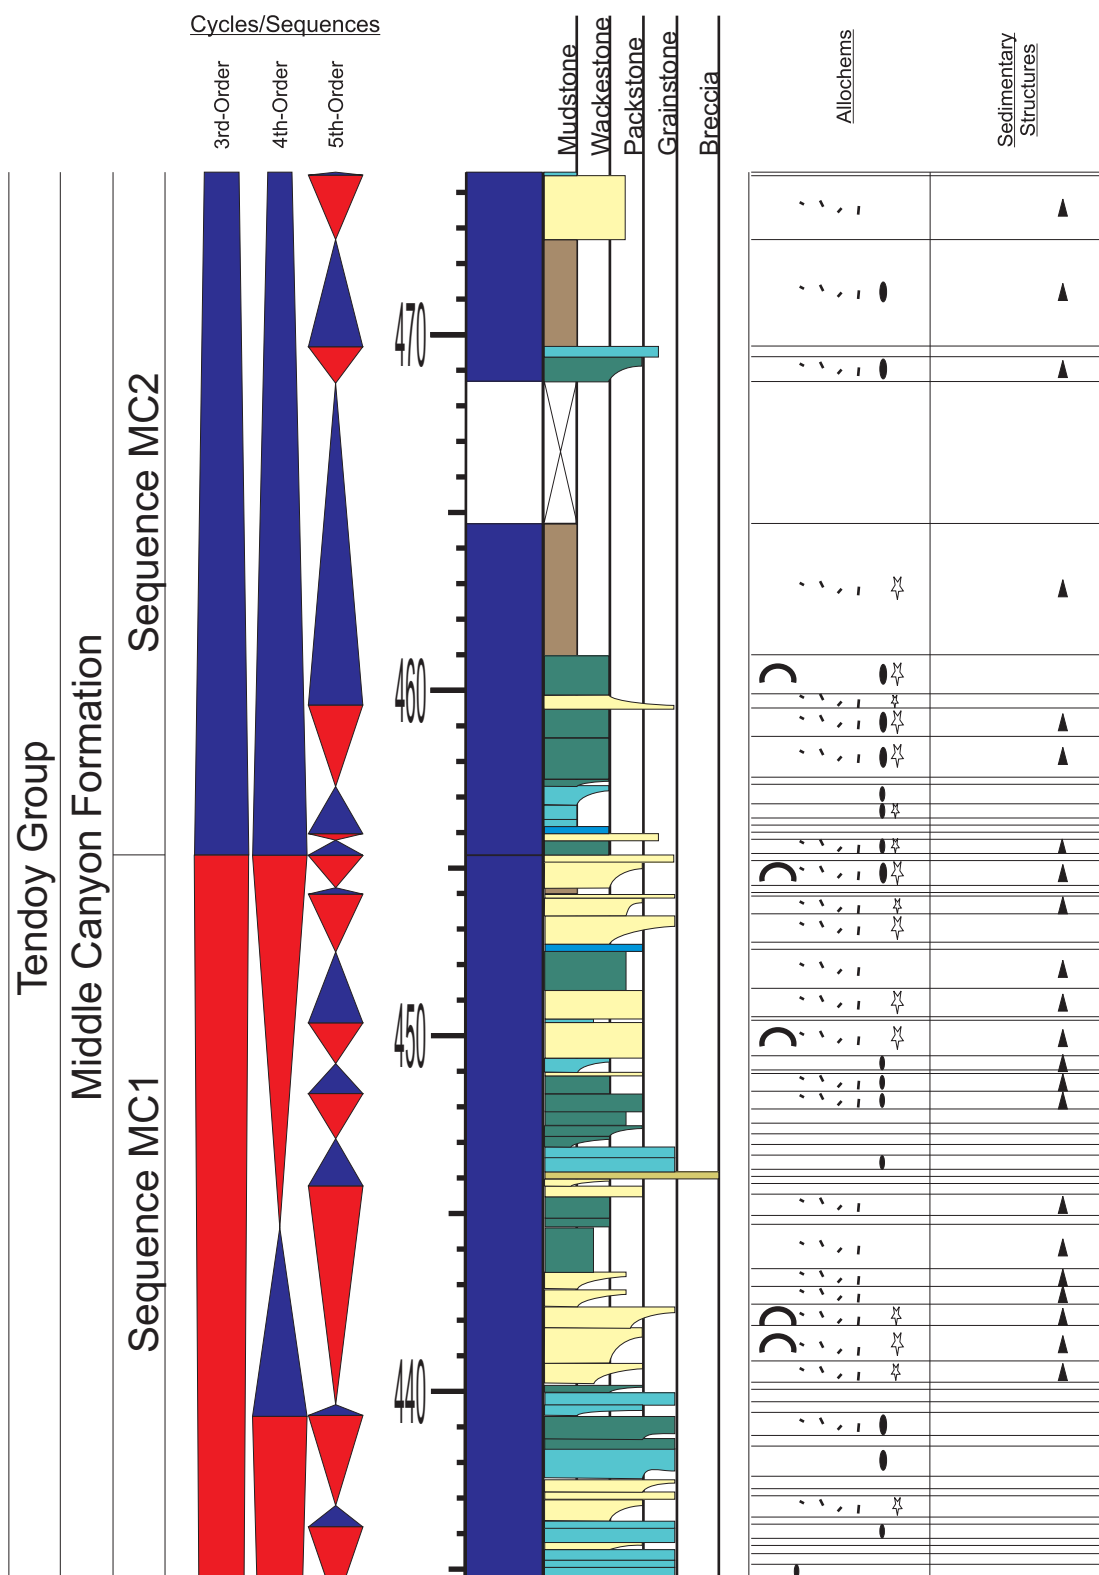 Cycles/Sequences
3rd-Order
4th-Order
5th-Order
Mudstone
Wackestone
Packstone
Grainstone
Breccia
Allochems
Sedimentary
Structures
Tendoy Group
Middle Canyon Formation
Sequence MC2
Sequence MC1
470
460
450
440